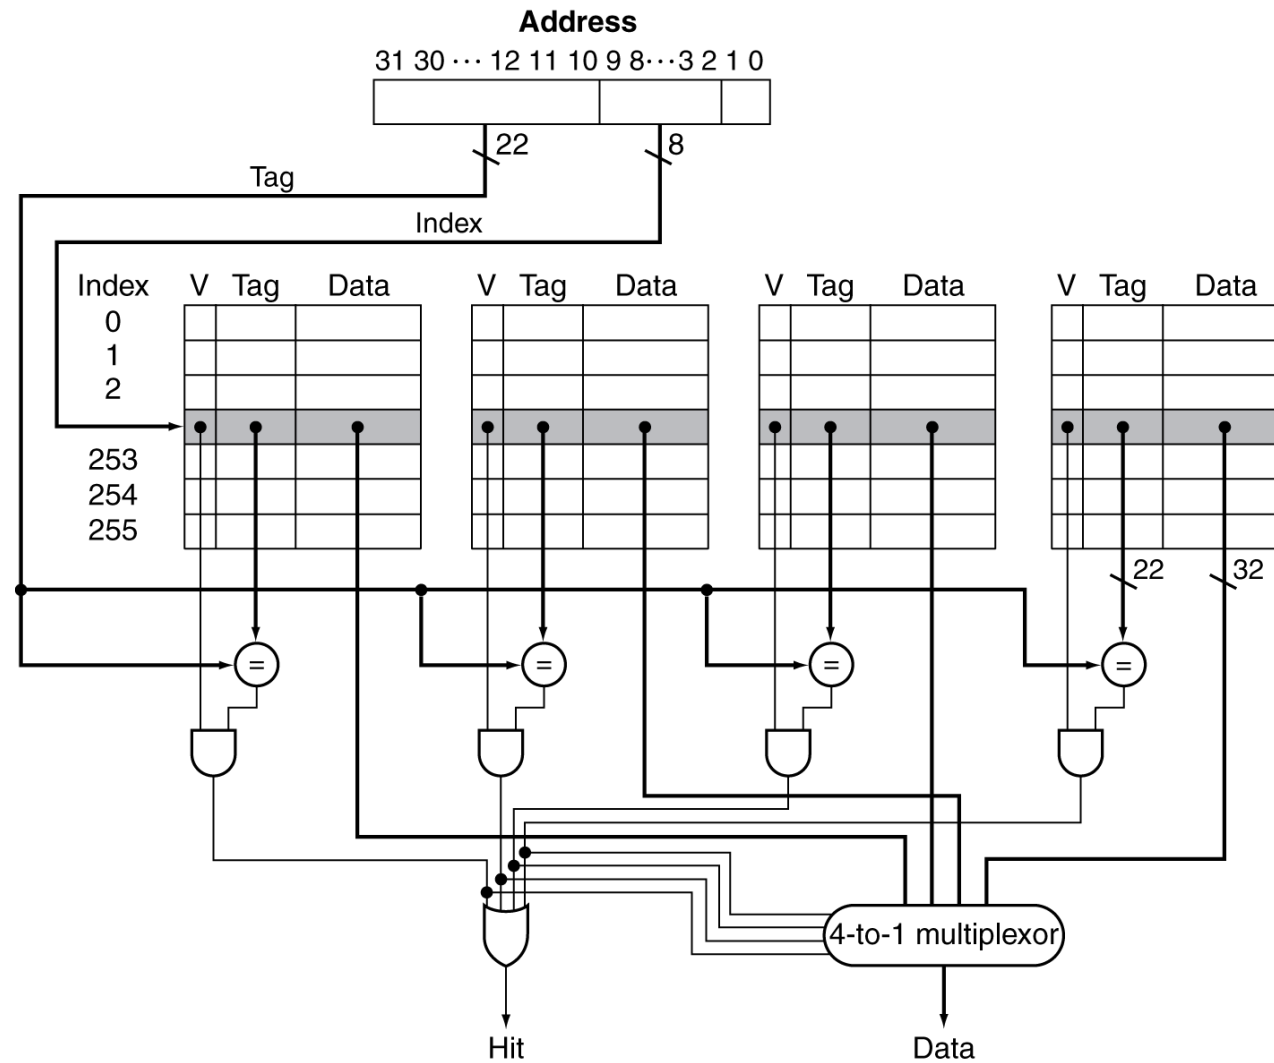 Address
31 30 ··· 12 11 10 9 8 ··· 3 2 1 0
22 8
Tag
Index
Index V Tag Data V Tag Data V Tag Data V Tag Data
0
1
2
253
254
255
22 32
= = = =
4-to-1 multiplexor
Hit Data